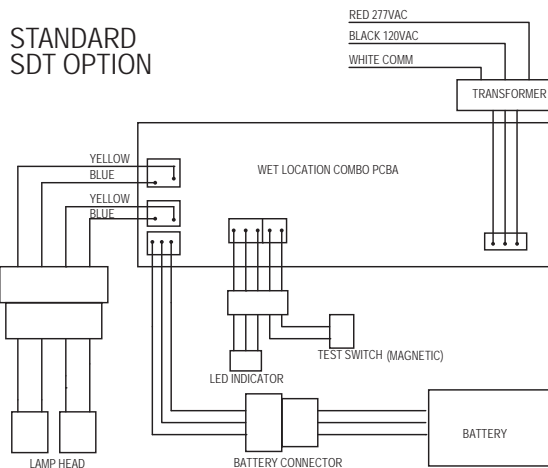 STANDARD
SDT OPTION
RED 277VAC
BLACK 120VAC
WHITE COMM
TRANSFORMER
YELLOW
BLUE
WET LOCATION COMBO PCBA
YELLOW
BLUE
TEST SWITCH (MAGNETIC)
LED INDICATOR
BATTERY
LAMP HEAD
BATTERY CONNECTOR